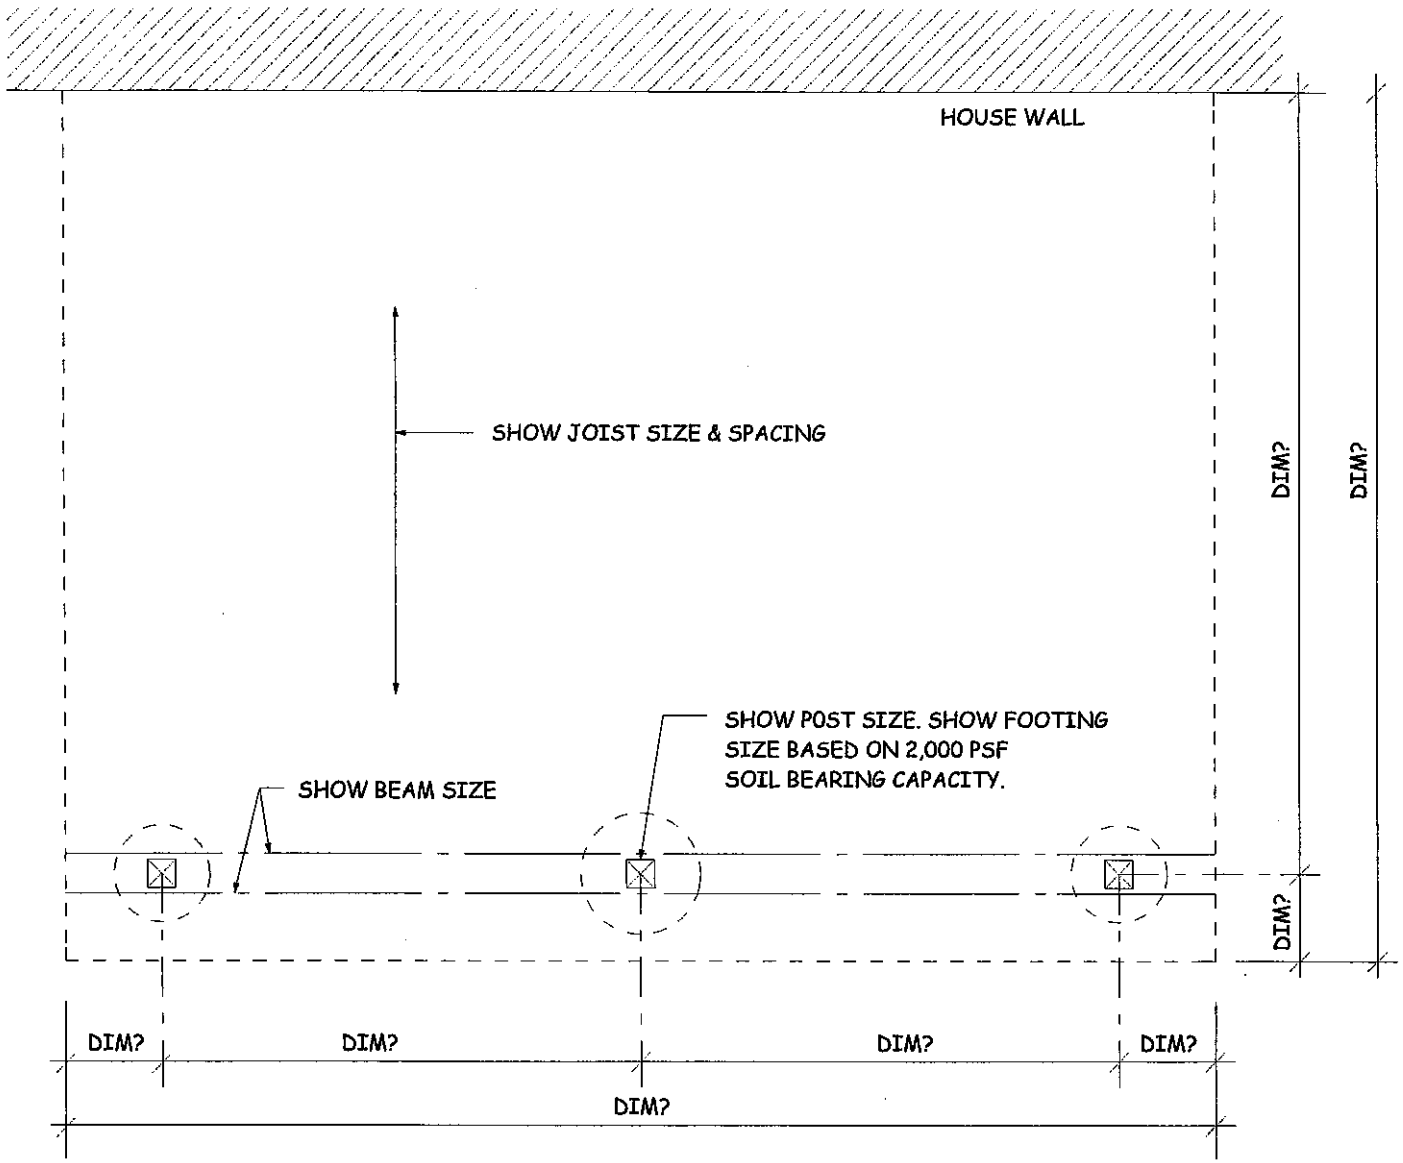 HOUSE WALL
SHOW JOIST SIZE & SPACING
DIM?
DIM?
SHOW POST SIZE. SHOW FOOTING
SIZE BASED ON 2,000 PSF
SOIL BEARING CAPACITY.
SHOW BEAM SIZE
DIM?
DIM?
DIM?
DIM?
DIM?
DIM?